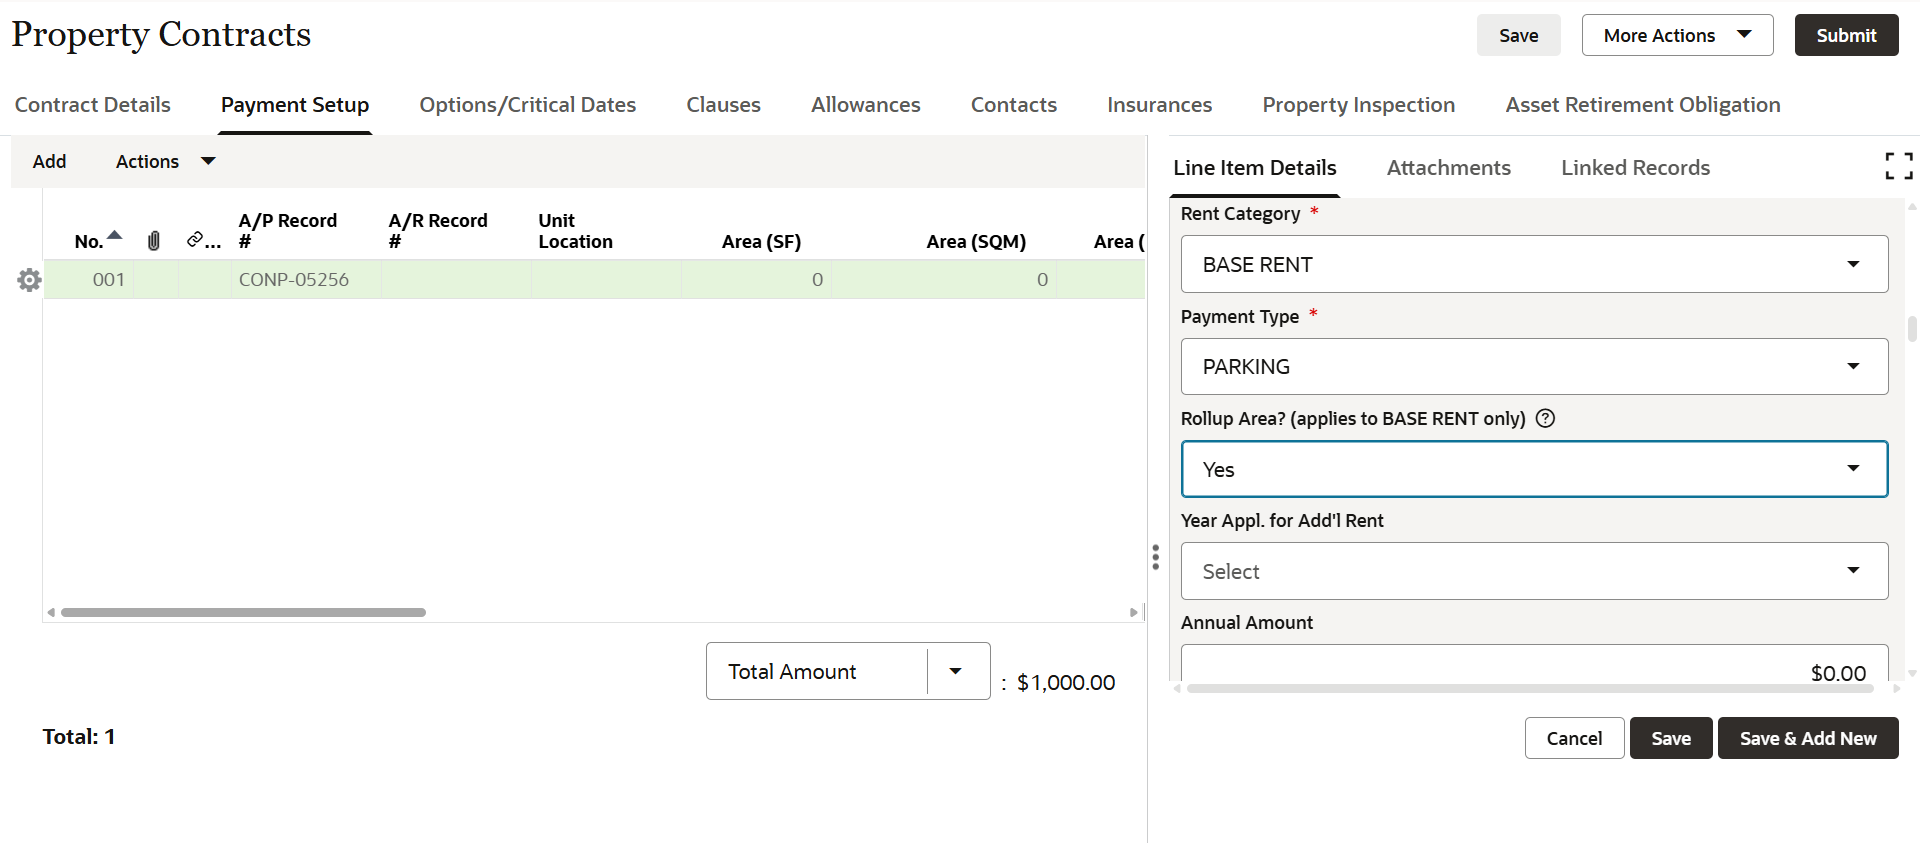 Property Contracts
Save
More Actions
Submit
Contract Details
Payment Setup
Options/Critical Dates
Clauses
Allowances
Contacts
Insurances
Property Inspection
Asset Retirement Obligation
Add
Actions
No.
...
A/P Record
#
A/R Record
#
Unit
Location
Area (SF)
Area (SQM)
Area (
001
CONP-05256
0
0
Total Amount
: $1,000.00
Total: 1
Line Item Details
Attachments
Linked Records
Rent Category *
BASE RENT
Payment Type *
PARKING
Rollup Area? (applies to BASE RENT only) ?
Yes
Year Appl. for Add'l Rent
Select
Annual Amount
$0.00
Cancel
Save
Save & Add New